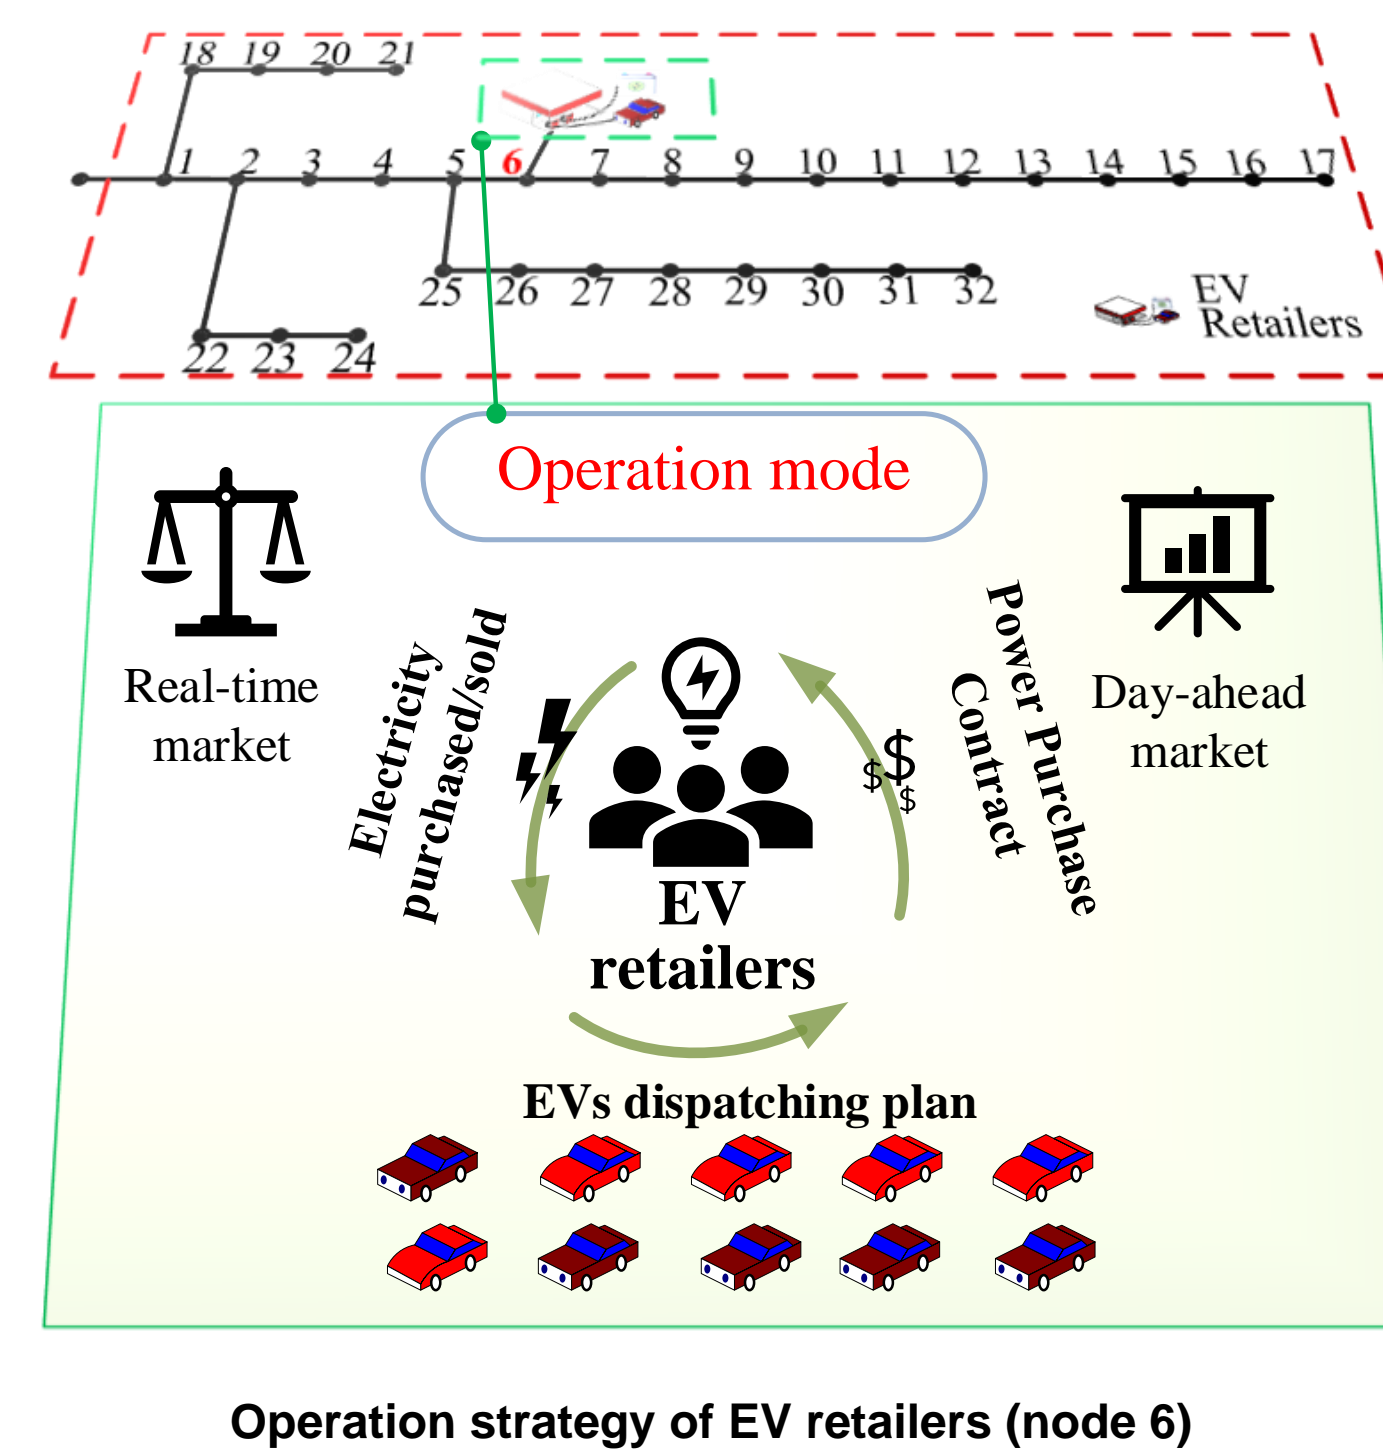 18 19 20 21
1 2 3 4 5 6 7 8 9 10 11 12 13 14 15 16 17
25 26 27 28 29 30 31 32
22 23 24
EV
Retailers
Operation mode
Real-time
market
Electricity
purchased/sold
$ $ $
Power Purchase
Contract
Day-ahead
market
EV
retailers
EVs dispatching plan
Operation strategy of EV retailers (node 6)